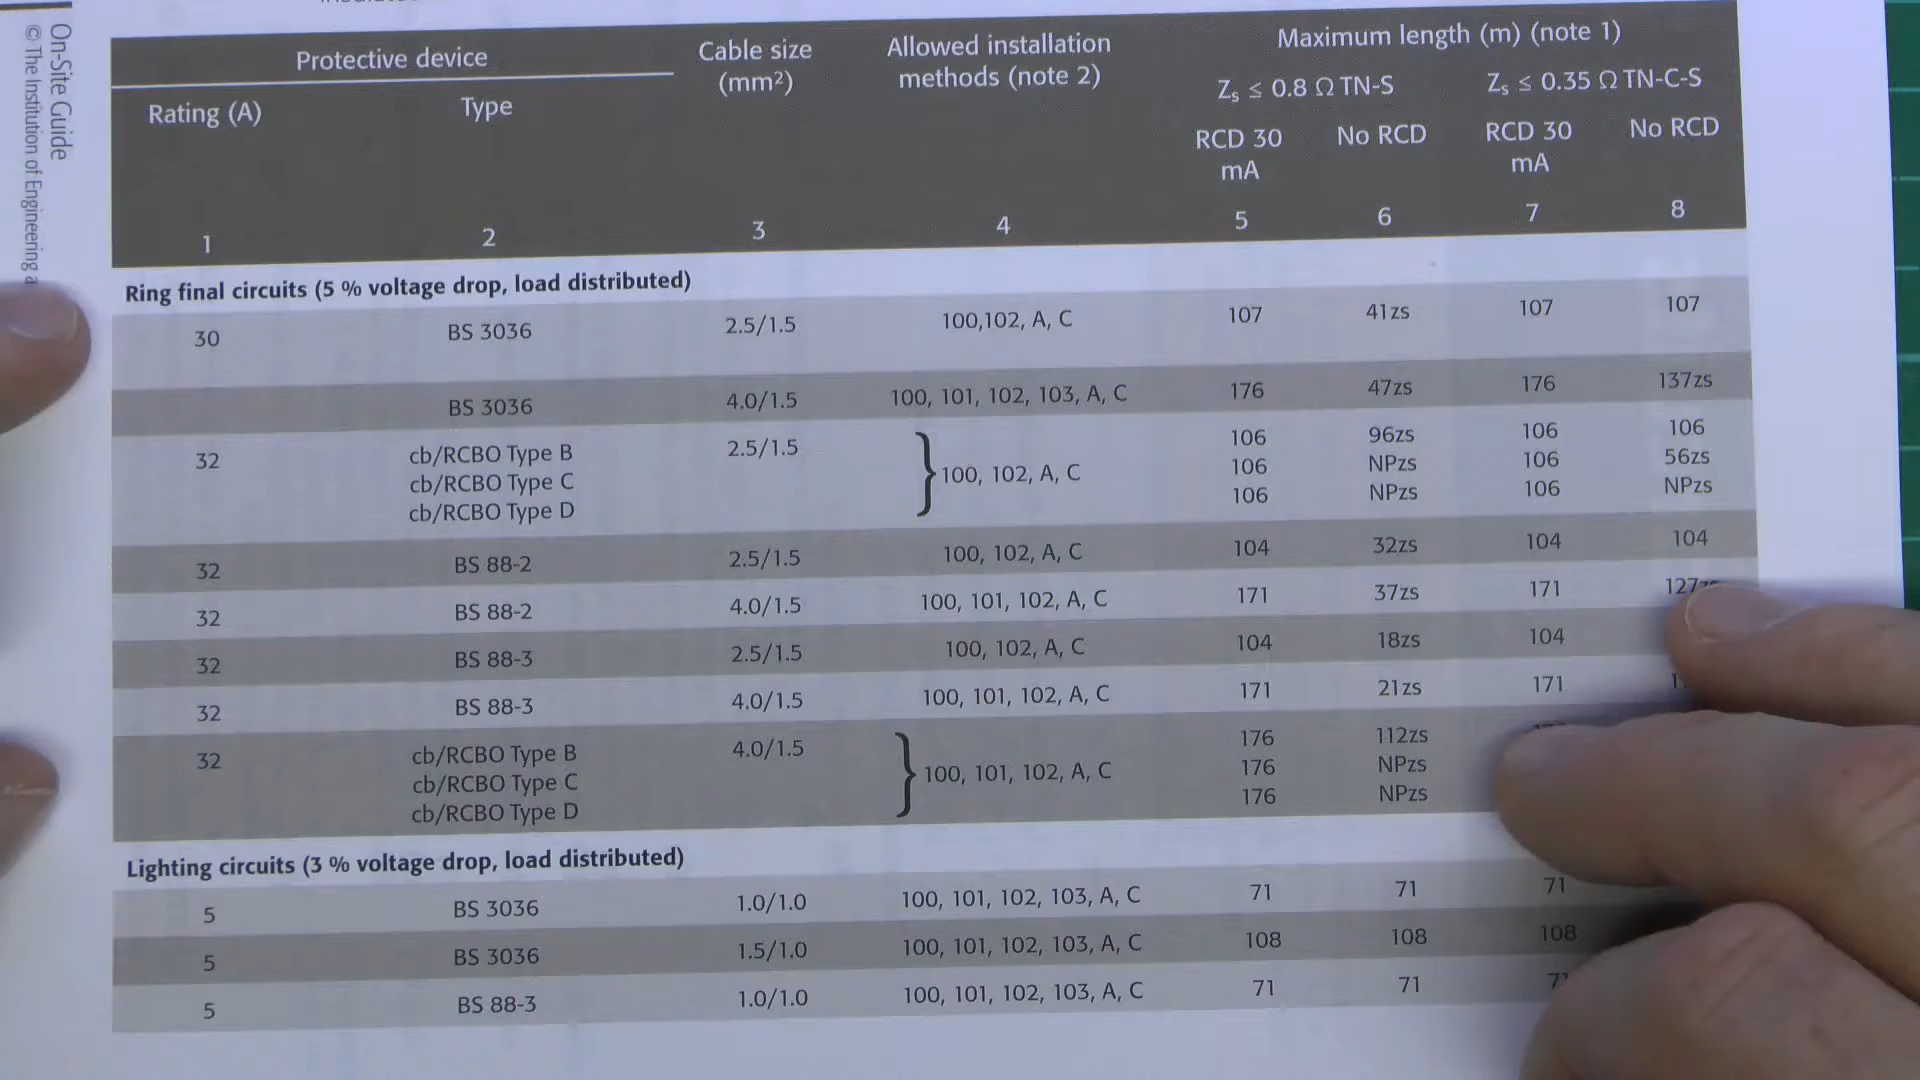 On-Site Guide
© The Institution of Engineering a
Protective device
Cable size (mm²)
Allowed installation methods (note 2)
Maximum length (m) (note 1)
Zs ≤ 0.8 Ω TN-S
Zs ≤ 0.35 Ω TN-C-S
Rating (A)
Type
RCD 30 mA
No RCD
RCD 30 mA
No RCD
1 2 3 4 5 6 7 8
Ring final circuits (5 % voltage drop, load distributed)
30 BS 3036 2.5/1.5 100,102, A, C 107 41zs 107 107
BS 3036 4.0/1.5 100, 101, 102, 103, A, C 176 47zs 176 137zs
32 cb/RCBO Type B 2.5/1.5 100, 102, A, C 106 96zs 106 106
cb/RCBO Type C 106 NPzs 106 56zs
cb/RCBO Type D 106 NPzs 106 NPzs
32 BS 88-2 2.5/1.5 100, 102, A, C 104 32zs 104 104
32 BS 88-2 4.0/1.5 100, 101, 102, A, C 171 37zs 171 127zs
32 BS 88-3 2.5/1.5 100, 102, A, C 104 18zs 104
32 BS 88-3 4.0/1.5 100, 101, 102, A, C 171 21zs 171
32 cb/RCBO Type B 4.0/1.5 100, 101, 102, A, C 176 112zs
cb/RCBO Type C 176 NPzs
cb/RCBO Type D 176 NPzs
Lighting circuits (3 % voltage drop, load distributed)
5 BS 3036 1.0/1.0 100, 101, 102, 103, A, C 71 71 71
5 BS 3036 1.5/1.0 100, 101, 102, 103, A, C 108 108 108
5 BS 88-3 1.0/1.0 100, 101, 102, 103, A, C 71 71